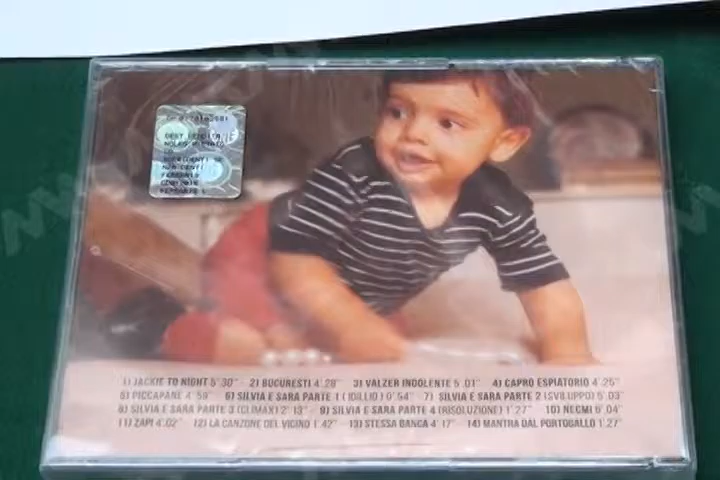 1) JACKIE TO NIGHT 5'30" 2) BUCURESTI 4'28" 3) VALZER INDOLENTE 5'01" 4) CAPRO ESPIATORIO 4'25"
5) PICCAPANE 4'59" 6) SILVIA E SARA PARTE 1 (IDILLIO) 0'54" 7) SILVIA E SARA PARTE 2 (SVILUPPO) 5'03"
8) SILVIA E SARA PARTE 3 (CLIMAX) 2'13" 9) SILVIA E SARA PARTE 4 (RISOLUZIONE) 1'27" 10) NECMI 6'04"
11) ZAPI 4'02" 12) LA CANZONE DEL VICINO 1'42" 13) STESSA BANCA 4'17" 14) MANTRA DAL PORTOGALLO 1'27"